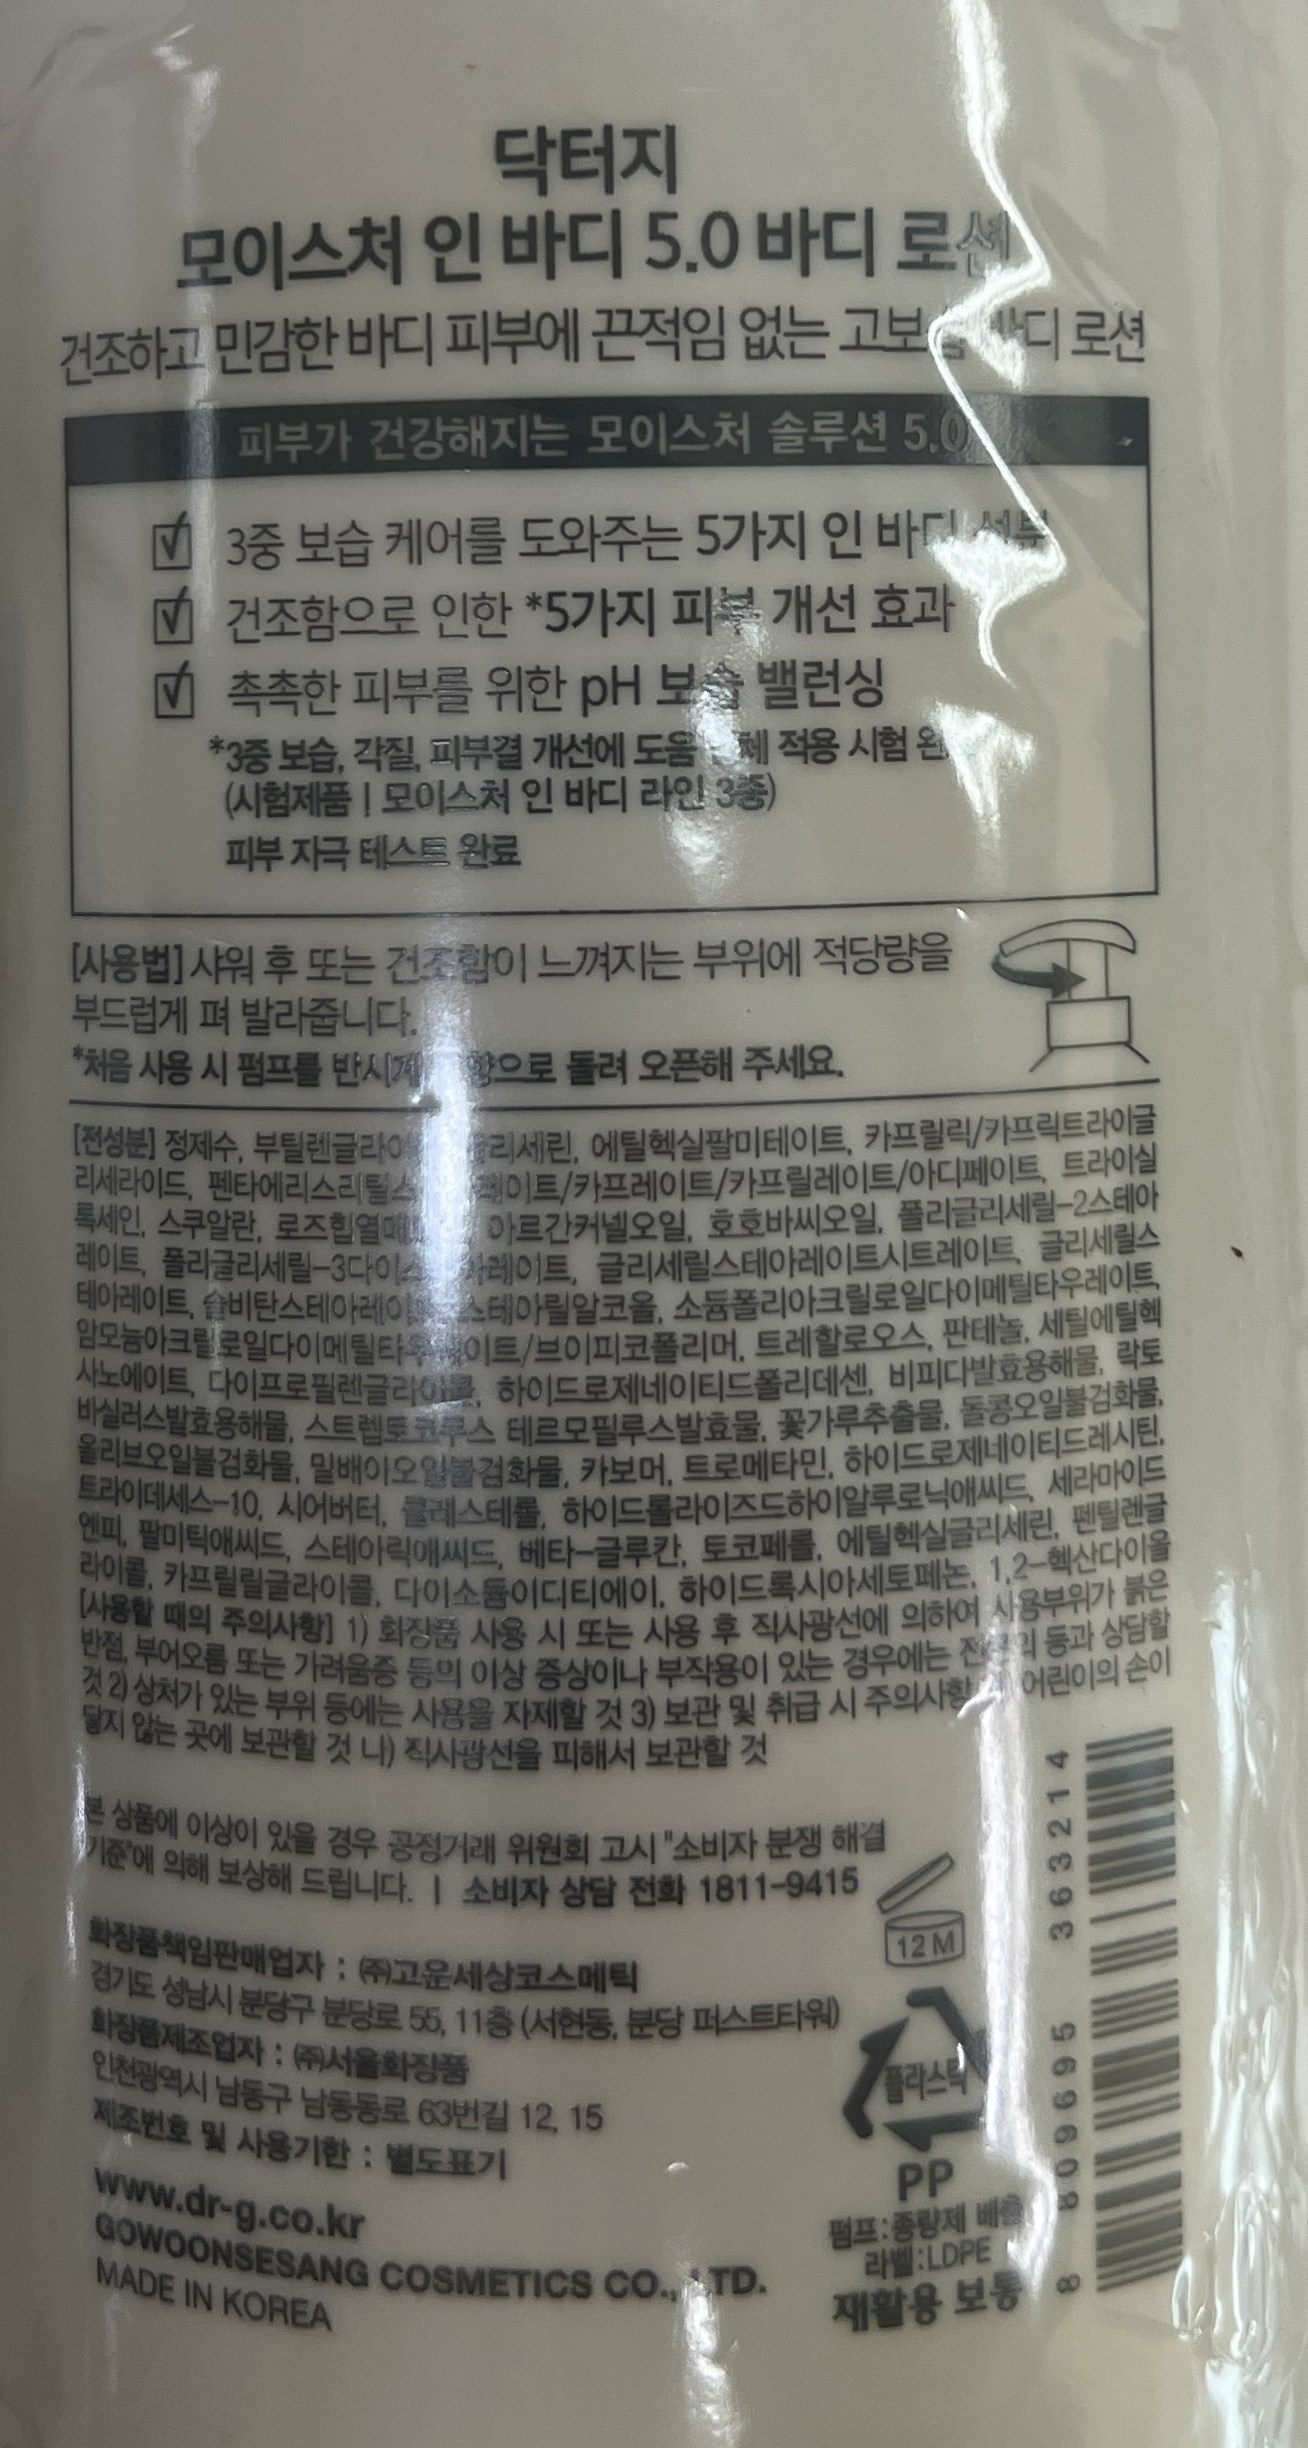 닥터지
모이스처 인 바디 5.0 바디 로션
건조하고 민감한 바디 피부에 끈적임 없는 고보 바디 로션
피부가 건강해지는 모이스처 솔루션 5.0
3중 보습 케어를 도와주는 5가지 인 바디 성분
건조함으로 인한 *5가지 피부 개선 효과
촉촉한 피부를 위한 pH 보습 밸런싱
*3중 보습, 각질, 피부결 개선에 도움 적용 시험
(시험제품 | 모이스처 인 바디 라인 3종)
피부 자극 테스트 완료
[사용법] 샤워 후 또는 건조함이 느껴지는 부위에 적당량을
부드럽게 펴 발라줍니다.
*처음 사용 시 펌프를 돌려 오픈해 주세요.
[전성분] 정제수, 에틸헥실팔미테이트, 카프릴릭/카프릭트라이글
리세라이드, /카프레이트/카프릴레이트/아디페이트, 트라이실
록세인, 스쿠알란, 아르간커넬오일, 호호바씨오일, 폴리글리세릴-2스테아
레이트, 글리세릴스테아레이트시트레이트, 글리세릴스
테아레이트, 스테아릴알코올, 소듐폴리아크릴로일다이메틸타우레이트,
암모늄아크릴로일다이메틸타우레이트/브이피코폴리머, 트레할로오스, 판테놀, 세틸에틸헥
사노에이트, 다이프로필렌글라이콜, 하이드로제네이티드폴리데센, 비피다발효용해물, 락토
바실러스발효용해물, 스트렙토코쿠스 테르모필루스발효물, 꽃가루추출물, 돌콩오일불검화물,
올리브오일불검화물, 밀배아오일불검화물, 카보머, 트로메타민, 하이드로제네이티드레시틴,
트라이데세스-10, 시어버터, 콜레스테롤, 하이드롤라이즈드하이알루로닉애씨드, 세라마이드
엔피, 팔미틱애씨드, 스테아릭애씨드, 베타-글루칸, 토코페롤, 에틸헥실글리세린, 펜틸렌글
라이콜, 카프릴릴글라이콜, 다이소듐이디티에이, 하이드록시아세토페논, 1,2-헥산다이올
[사용할 때의 주의사항] 1) 화장품 사용 시 또는 사용 후 직사광선에 의하여 사용부위가 붉은
반점, 부어오름 또는 가려움증 등의 이상 증상이나 부작용이 있는 경우에는 전문의 등과 상담할
것 2) 상처가 있는 부위 등에는 사용을 자제할 것 3) 보관 및 취급 시 주의사항 어린이의 손이
닿지 않는 곳에 보관할 것 나) 직사광선을 피해서 보관할 것
본 상품에 이상이 있을 경우 공정거래 위원회 고시 "소비자 분쟁 해결
기준"에 의해 보상해 드립니다. | 소비자 상담 전화 1811-9415
12 M
화장품책임판매업자 : ㈜고운세상코스메틱
경기도 성남시 분당구 분당로 55, 11층 (서현동, 분당 퍼스트타워)
화장품제조업자 : ㈜서울화장품
인천광역시 남동구 남동동로 63번길 12, 15
제조번호 및 사용기한 : 별도표기
www.dr-g.co.kr
GOWOONSESANG COSMETICS CO., LTD.
MADE IN KOREA
플라스틱
PP
펌프:종량제 배출
라벨:LDPE
재활용 보통
8 809695 363214